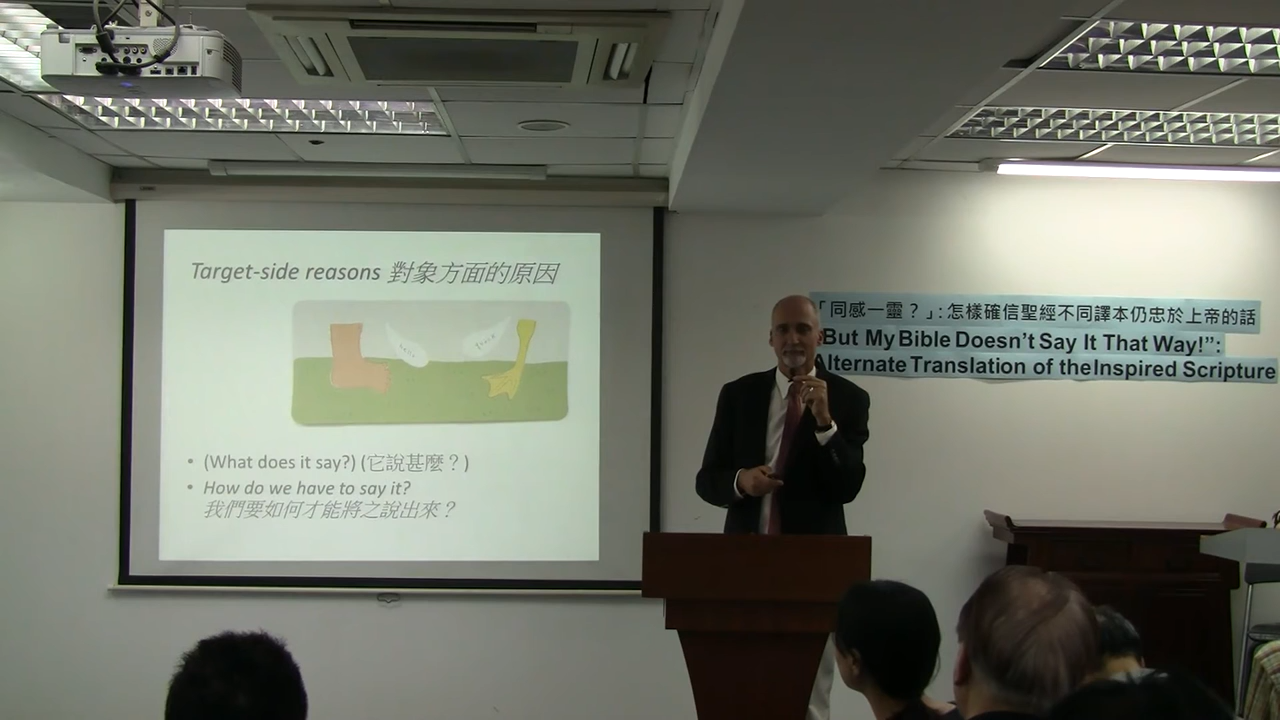 Target-side reasons 對象方面的原因
• (What does it say?) (它說甚麼？)
• How do we have to say it?
我們要如何才能將之說出來？
「同感一靈？」：怎樣確信聖經不同譯本仍忠於上帝的話
"But My Bible Doesn't Say It That Way!":
Alternate Translation of the Inspired Scripture